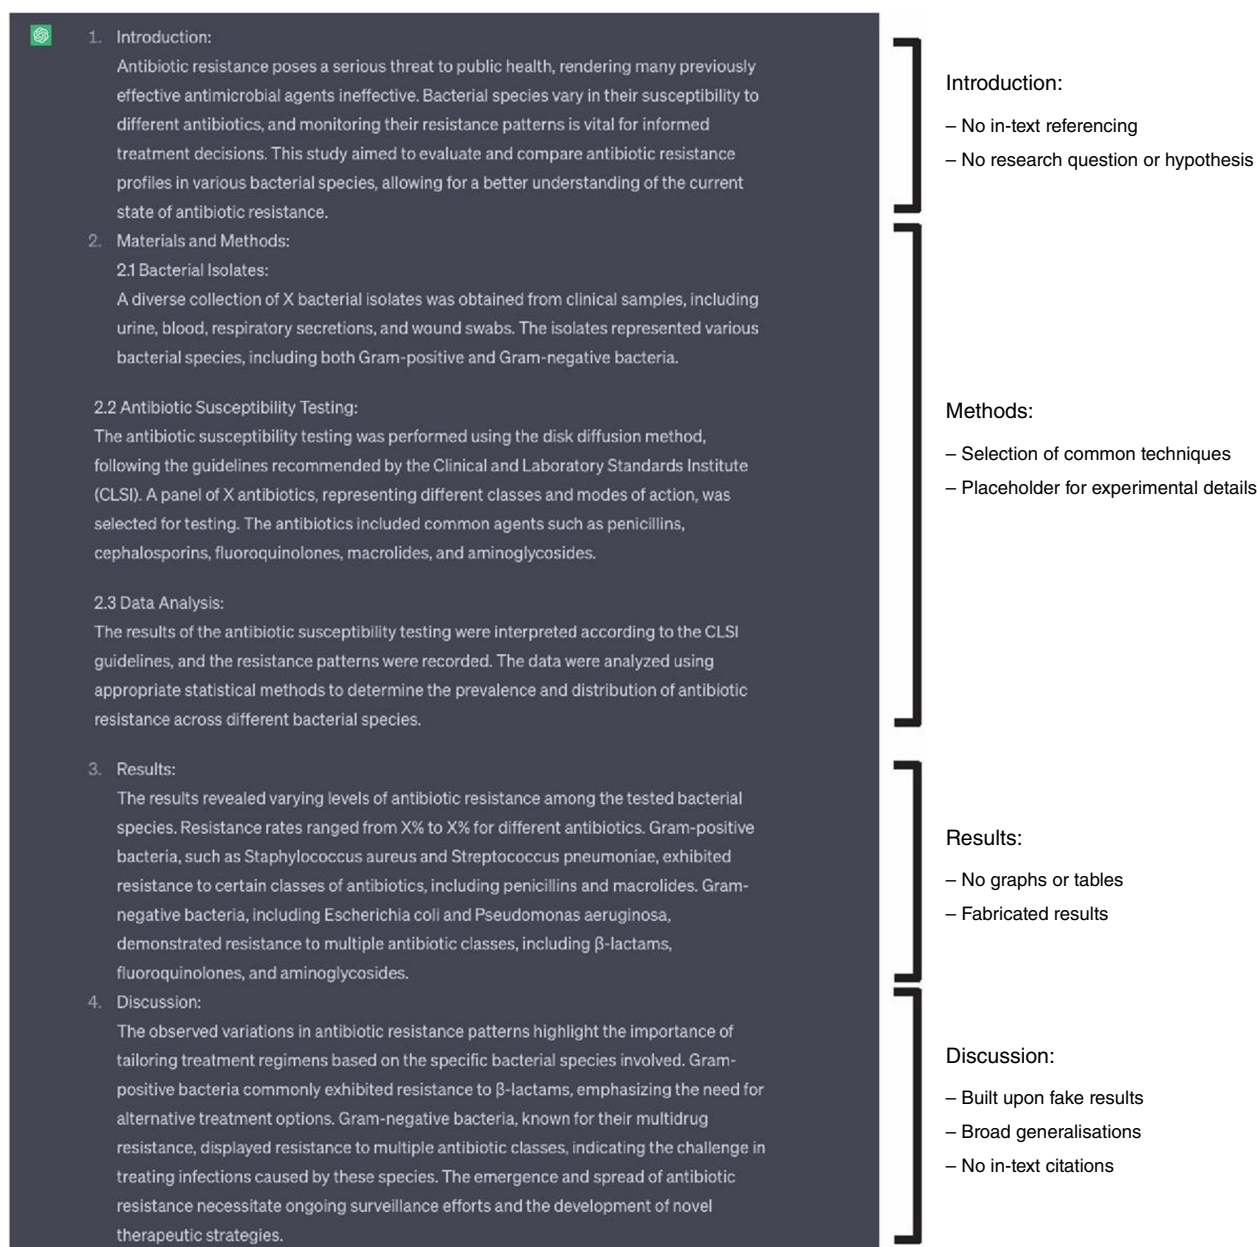 1. Introduction:
Antibiotic resistance poses a serious threat to public health, rendering many previously
effective antimicrobial agents ineffective. Bacterial species vary in their susceptibility to
different antibiotics, and monitoring their resistance patterns is vital for informed
treatment decisions. This study aimed to evaluate and compare antibiotic resistance
profiles in various bacterial species, allowing for a better understanding of the current
state of antibiotic resistance.
Introduction:
– No in-text referencing
– No research question or hypothesis
2. Materials and Methods:
2.1 Bacterial Isolates:
A diverse collection of X bacterial isolates was obtained from clinical samples, including
urine, blood, respiratory secretions, and wound swabs. The isolates represented various
bacterial species, including both Gram-positive and Gram-negative bacteria.
2.2 Antibiotic Susceptibility Testing:
The antibiotic susceptibility testing was performed using the disk diffusion method,
following the guidelines recommended by the Clinical and Laboratory Standards Institute
(CLSI). A panel of X antibiotics, representing different classes and modes of action, was
selected for testing. The antibiotics included common agents such as penicillins,
cephalosporins, fluoroquinolones, macrolides, and aminoglycosides.
2.3 Data Analysis:
The results of the antibiotic susceptibility testing were interpreted according to the CLSI
guidelines, and the resistance patterns were recorded. The data were analyzed using
appropriate statistical methods to determine the prevalence and distribution of antibiotic
resistance across different bacterial species.
Methods:
– Selection of common techniques
– Placeholder for experimental details
3. Results:
The results revealed varying levels of antibiotic resistance among the tested bacterial
species. Resistance rates ranged from X% to X% for different antibiotics. Gram-positive
bacteria, such as Staphylococcus aureus and Streptococcus pneumoniae, exhibited
resistance to certain classes of antibiotics, including penicillins and macrolides. Gram-
negative bacteria, including Escherichia coli and Pseudomonas aeruginosa,
demonstrated resistance to multiple antibiotic classes, including β-lactams,
fluoroquinolones, and aminoglycosides.
Results:
– No graphs or tables
– Fabricated results
4. Discussion:
The observed variations in antibiotic resistance patterns highlight the importance of
tailoring treatment regimens based on the specific bacterial species involved. Gram-
positive bacteria commonly exhibited resistance to β-lactams, emphasizing the need for
alternative treatment options. Gram-negative bacteria, known for their multidrug
resistance, displayed resistance to multiple antibiotic classes, indicating the challenge in
treating infections caused by these species. The emergence and spread of antibiotic
resistance necessitate ongoing surveillance efforts and the development of novel
therapeutic strategies.
Discussion:
– Built upon fake results
– Broad generalisations
– No in-text citations